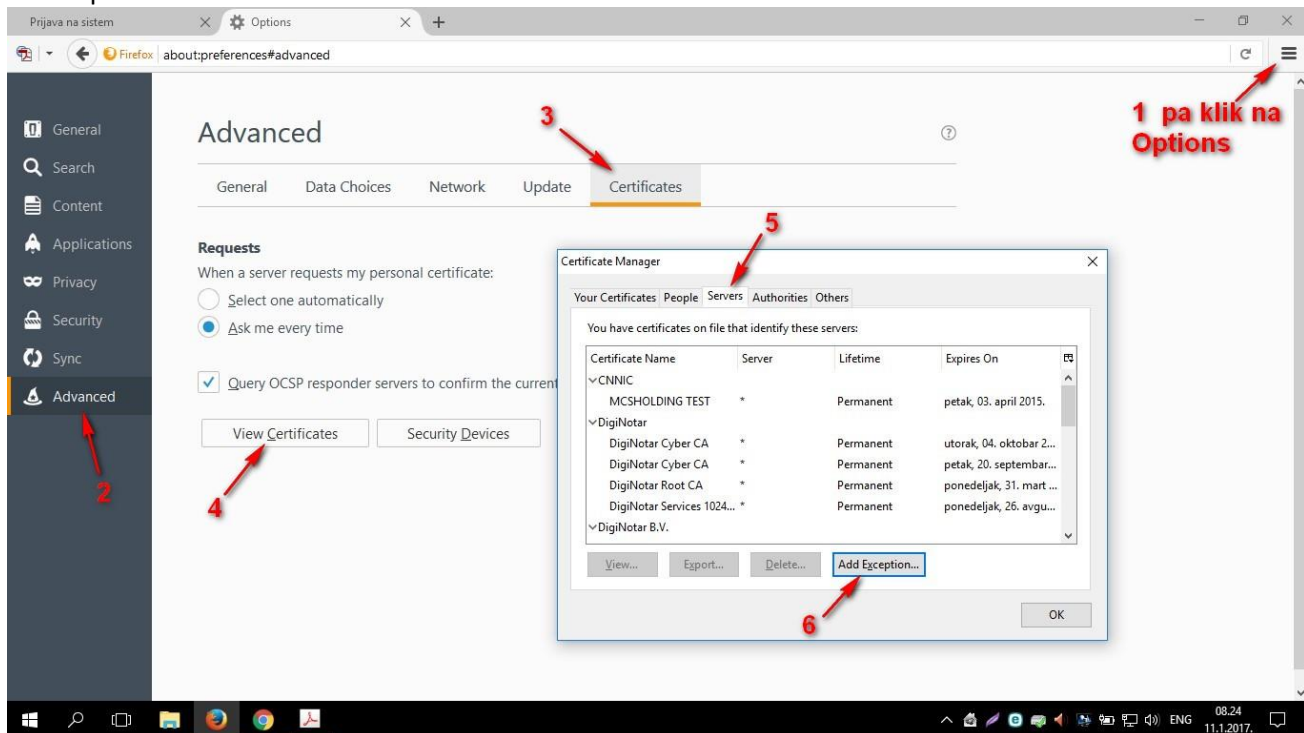 Prijava na sistem
Options
Firefox about:preferences#advanced
1 pa klik na
Options
General
Search
Content
Applications
Privacy
Security
Sync
Advanced
2
Advanced
3
General Data Choices Network Update Certificates
Requests
When a server requests my personal certificate:
Select one automatically
Ask me every time
Query OCSP responder servers to confirm the current
View Certificates Security Devices
4
5
Certificate Manager
Your Certificates People Servers Authorities Others
You have certificates on file that identify these servers:
Certificate Name Server Lifetime Expires On
CNNIC
MCSHOLDING TEST * Permanent petak, 03. april 2015.
DigiNotar
DigiNotar Cyber CA * Permanent utorak, 04. oktobar 2...
DigiNotar Cyber CA * Permanent petak, 20. septembar...
DigiNotar Root CA * Permanent ponedeljak, 31. mart ...
DigiNotar Services 1024... * Permanent ponedeljak, 26. avgu...
DigiNotar B.V.
View... Export... Delete... Add Exception...
6
OK
ENG
08.24
11.1.2017.